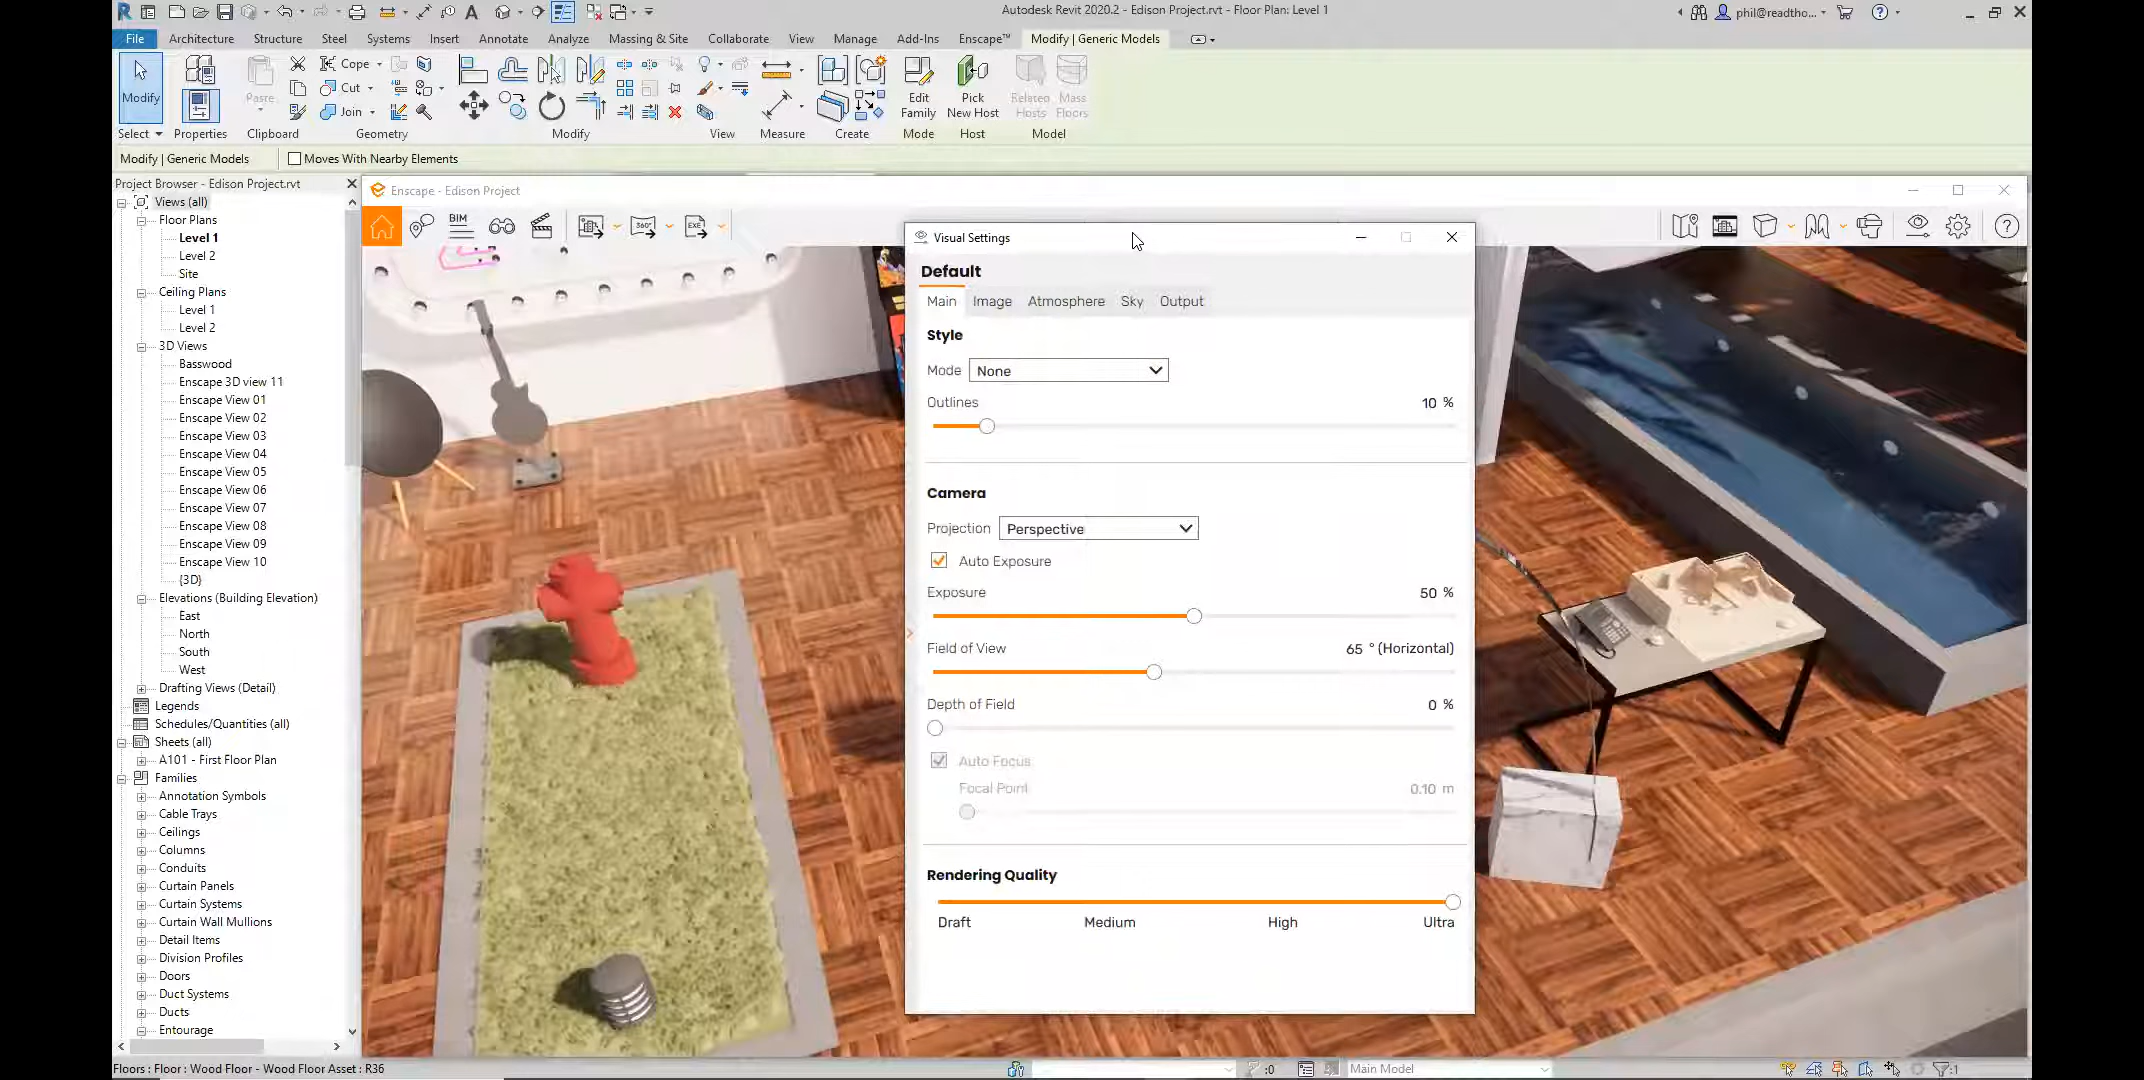 Autodesk Revit 2020.2 - Edison Project.rvt - Floor Plan: Level 1
phil@readtho...
File Architecture Structure Steel Systems Insert Annotate Analyze Massing & Site Collaborate View Manage Add-Ins Enscape™ Modify | Generic Models
Modify
Paste
Cope
Cut
Join
Edit Family
Pick New Host
Related Hosts
Mass Floors
Select Properties Clipboard Geometry Modify View Measure Create Mode Host Model
Modify | Generic Models Moves With Nearby Elements
Project Browser - Edison Project.rvt
Views (all)
Floor Plans
Level 1
Level 2
Site
Ceiling Plans
Level 1
Level 2
3D Views
Basswood
Enscape 3D view 11
Enscape View 01
Enscape View 02
Enscape View 03
Enscape View 04
Enscape View 05
Enscape View 06
Enscape View 07
Enscape View 08
Enscape View 09
Enscape View 10
{3D}
Elevations (Building Elevation)
East
North
South
West
Drafting Views (Detail)
Legends
Schedules/Quantities (all)
Sheets (all)
A101 - First Floor Plan
Families
Annotation Symbols
Cable Trays
Ceilings
Columns
Conduits
Curtain Panels
Curtain Systems
Curtain Wall Mullions
Detail Items
Division Profiles
Doors
Duct Systems
Ducts
Entourage
Enscape - Edison Project
BIM
360°
EXE
Visual Settings
Default
Main Image Atmosphere Sky Output
Style
Mode None
Outlines 10 %
Camera
Projection Perspective
Auto Exposure
Exposure 50 %
Field of View 65 ° (Horizontal)
Depth of Field 0 %
Auto Focus
Focal Point 0.10 m
Rendering Quality
Draft Medium High Ultra
Floors : Floor : Wood Floor - Wood Floor Asset : R36
:0
Main Model
:1